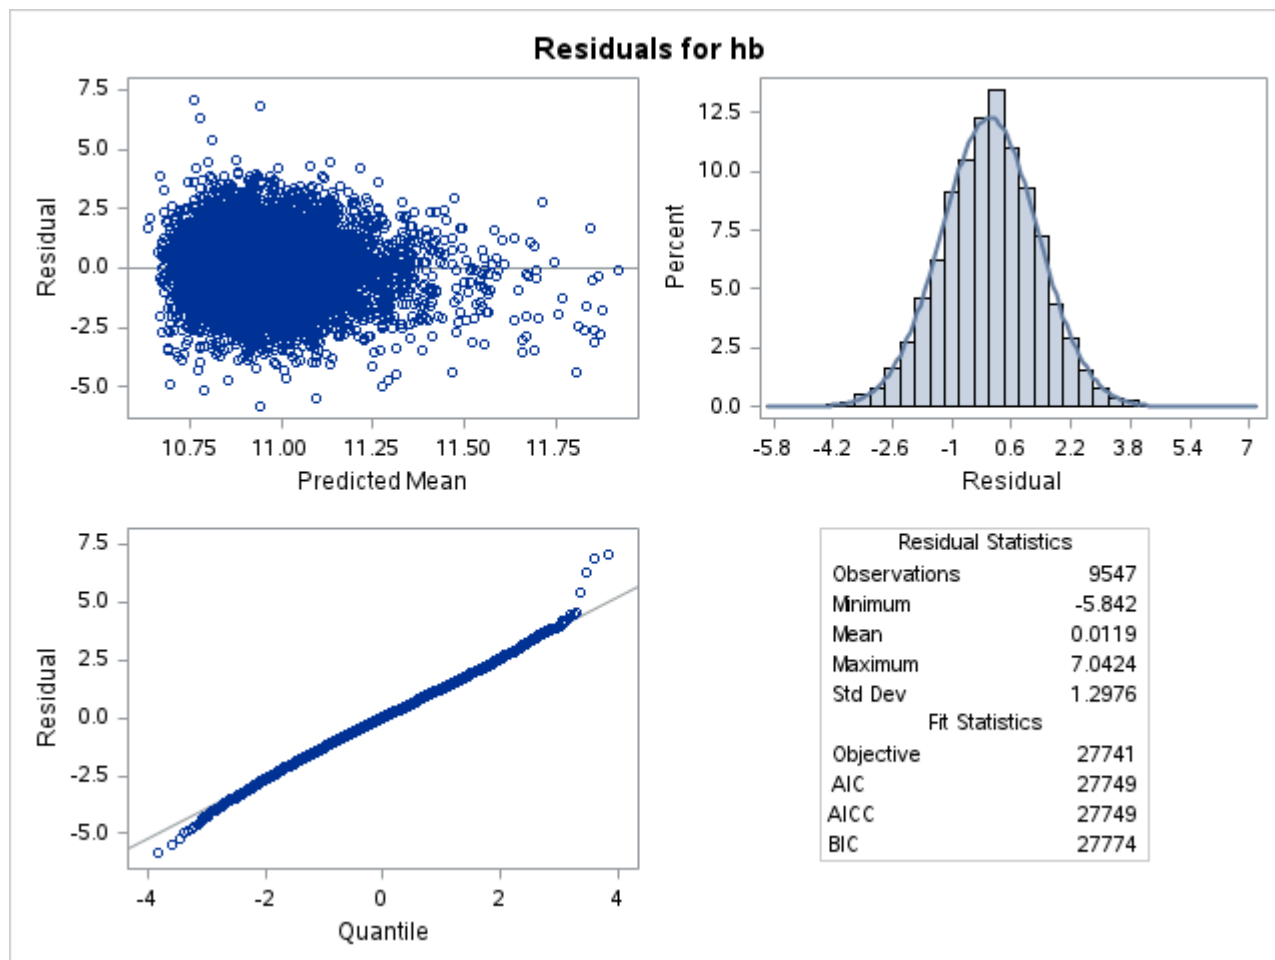 Residuals for hb
7.5
5.0
2.5
0.0
-2.5
-5.0
Residual
10.75 11.00 11.25 11.50 11.75
Predicted Mean
12.5
10.0
7.5
5.0
2.5
0.0
Percent
-5.8 -4.2 -2.6 -1 0.6 2.2 3.8 5.4 7
Residual
7.5
5.0
2.5
0.0
-2.5
-5.0
Residual
-4 -2 0 2 4
Quantile
Residual Statistics
Observations 9547
Minimum -5.842
Mean 0.0119
Maximum 7.0424
Std Dev 1.2976
Fit Statistics
Objective 27741
AIC 27749
AICC 27749
BIC 27774